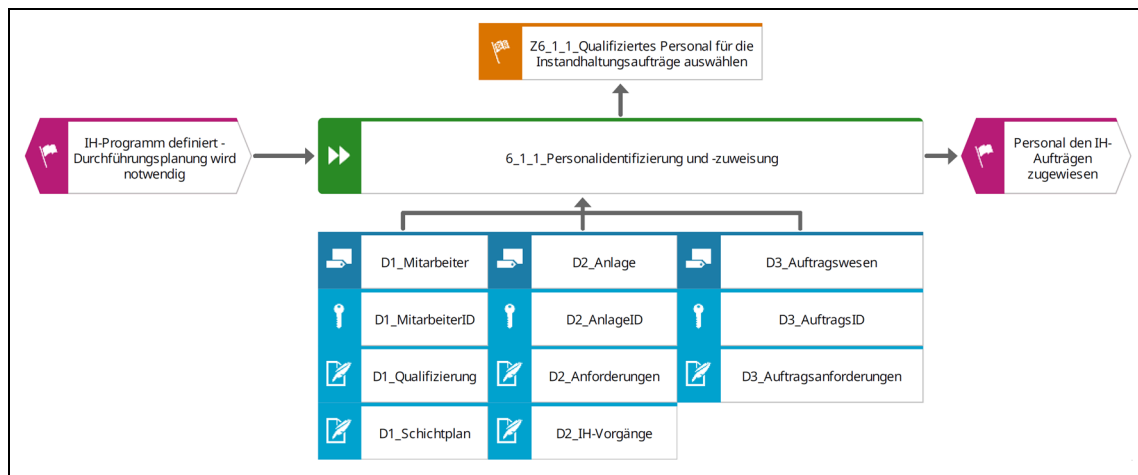 Z6_1_1_Qualifiziertes Personal für die
Instandhaltungsaufträge auswählen
IH-Programm definiert -
Durchführungsplanung wird
notwendig
6_1_1_Personalidentifizierung und -zuweisung
Personal den IH-
Aufträgen
zugewiesen
D1_Mitarbeiter
D2_Anlage
D3_Auftragswesen
D1_MitarbeiterID
D2_AnlageID
D3_AuftragsID
D1_Qualifizierung
D2_Anforderungen
D3_Auftragsanforderungen
D1_Schichtplan
D2_IH-Vorgänge